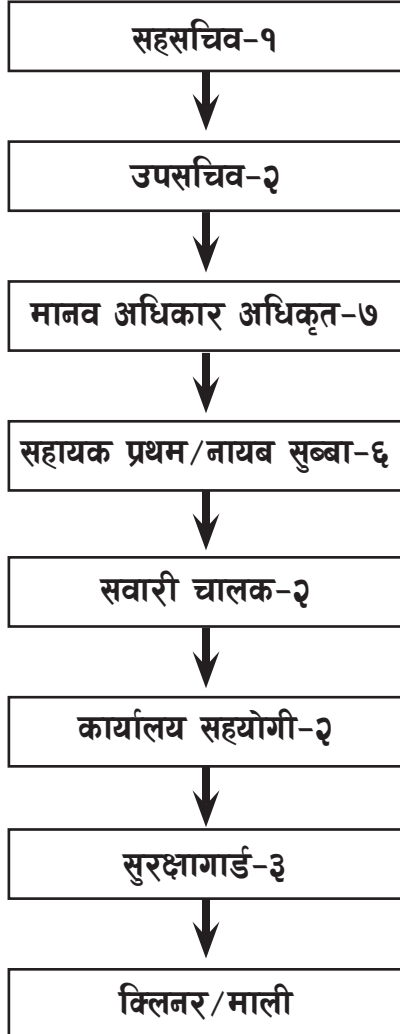 सहसचिव-१
उपसचिव-२
मानव अधिकार अधिकृत-७
सहायक प्रथम/नायब सुब्बा-६
सवारी चालक-२
कार्यालय सहयोगी-२
सुरक्षागार्ड-३
क्लिनर/माली